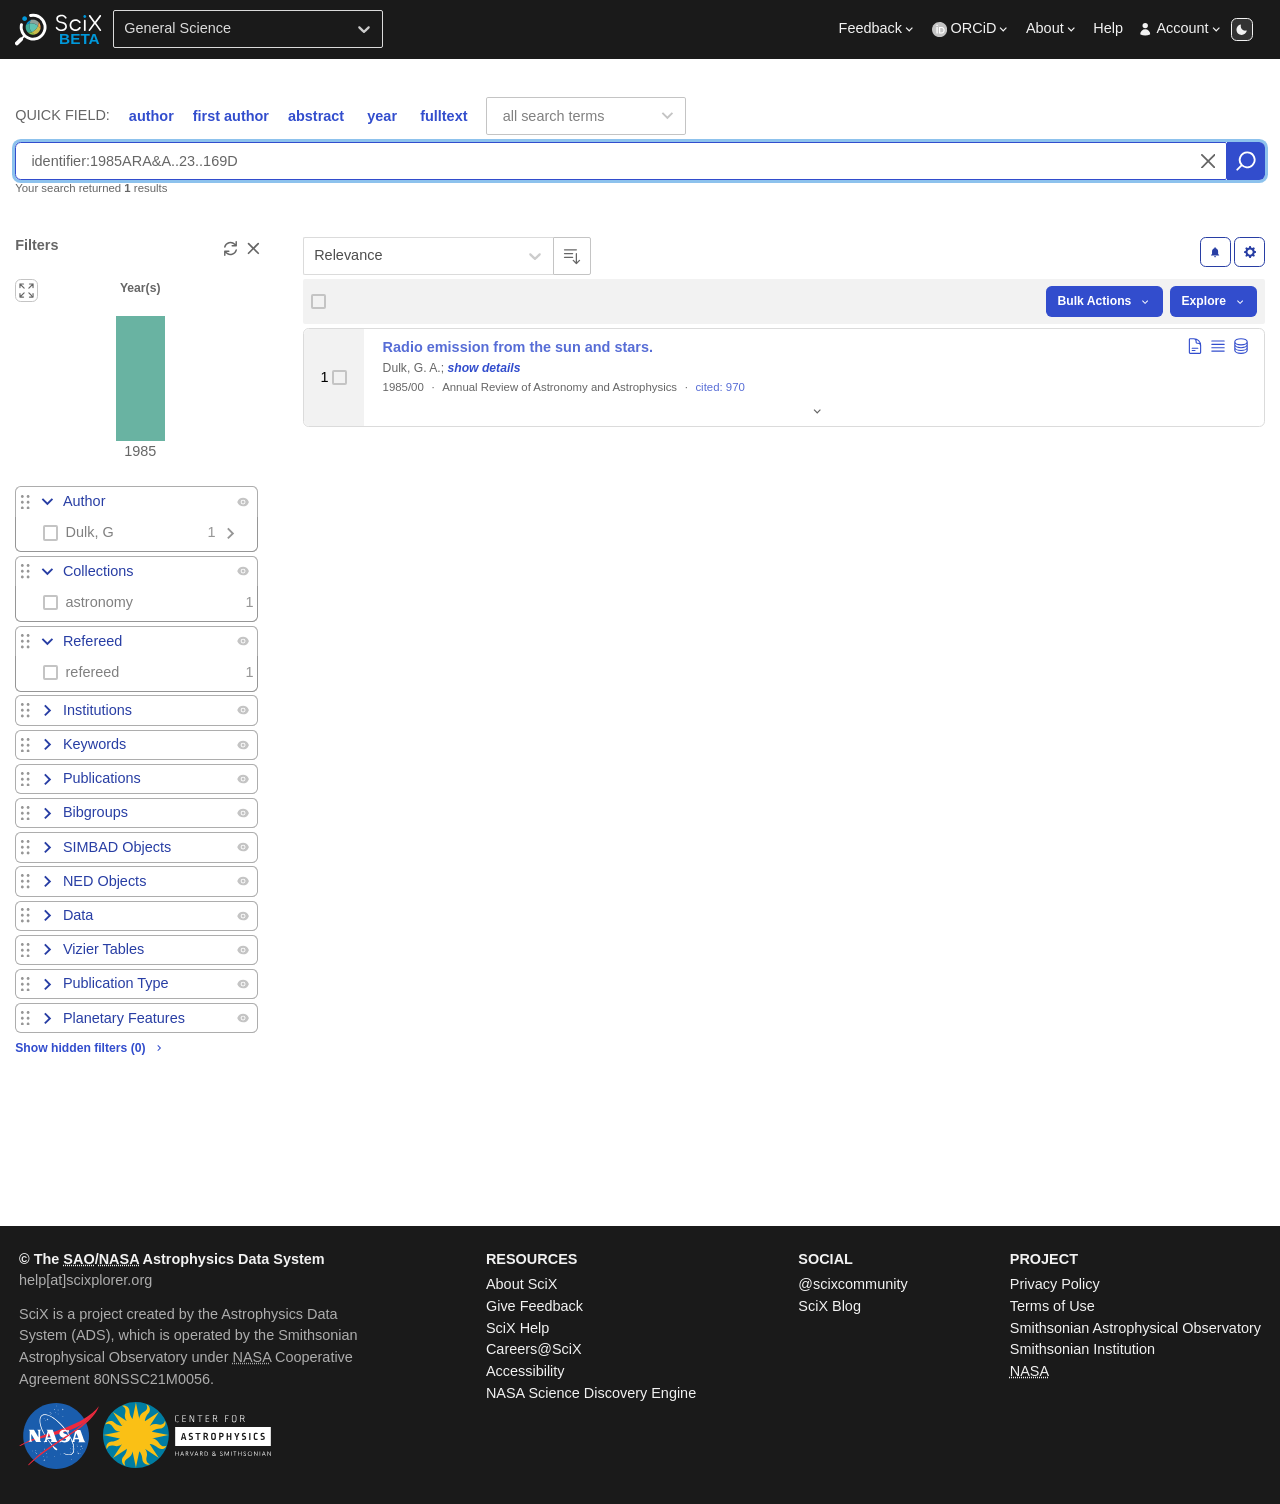 SciX
BETA
General Science
Feedback
iD ORCiD
About
Help
Account
QUICK FIELD: author first author abstract year fulltext all search terms
identifier:1985ARA&A..23..169D
Your search returned 1 results
Filters
Year(s)
1985
Author
Dulk, G 1
Collections
astronomy 1
Refereed
refereed 1
Institutions
Keywords
Publications
Bibgroups
SIMBAD Objects
NED Objects
Data
Vizier Tables
Publication Type
Planetary Features
Show hidden filters (0)
Relevance
Bulk Actions Explore
1
Radio emission from the sun and stars.
Dulk, G. A.; show details
1985/00 · Annual Review of Astronomy and Astrophysics · cited: 970
© The SAO/NASA Astrophysics Data System
help[at]scixplorer.org
SciX is a project created by the Astrophysics Data
System (ADS), which is operated by the Smithsonian
Astrophysical Observatory under NASA Cooperative
Agreement 80NSSC21M0056.
NASA
CENTER FOR
ASTROPHYSICS
HARVARD & SMITHSONIAN
RESOURCES
About SciX
Give Feedback
SciX Help
Careers@SciX
Accessibility
NASA Science Discovery Engine
SOCIAL
@scixcommunity
SciX Blog
PROJECT
Privacy Policy
Terms of Use
Smithsonian Astrophysical Observatory
Smithsonian Institution
NASA